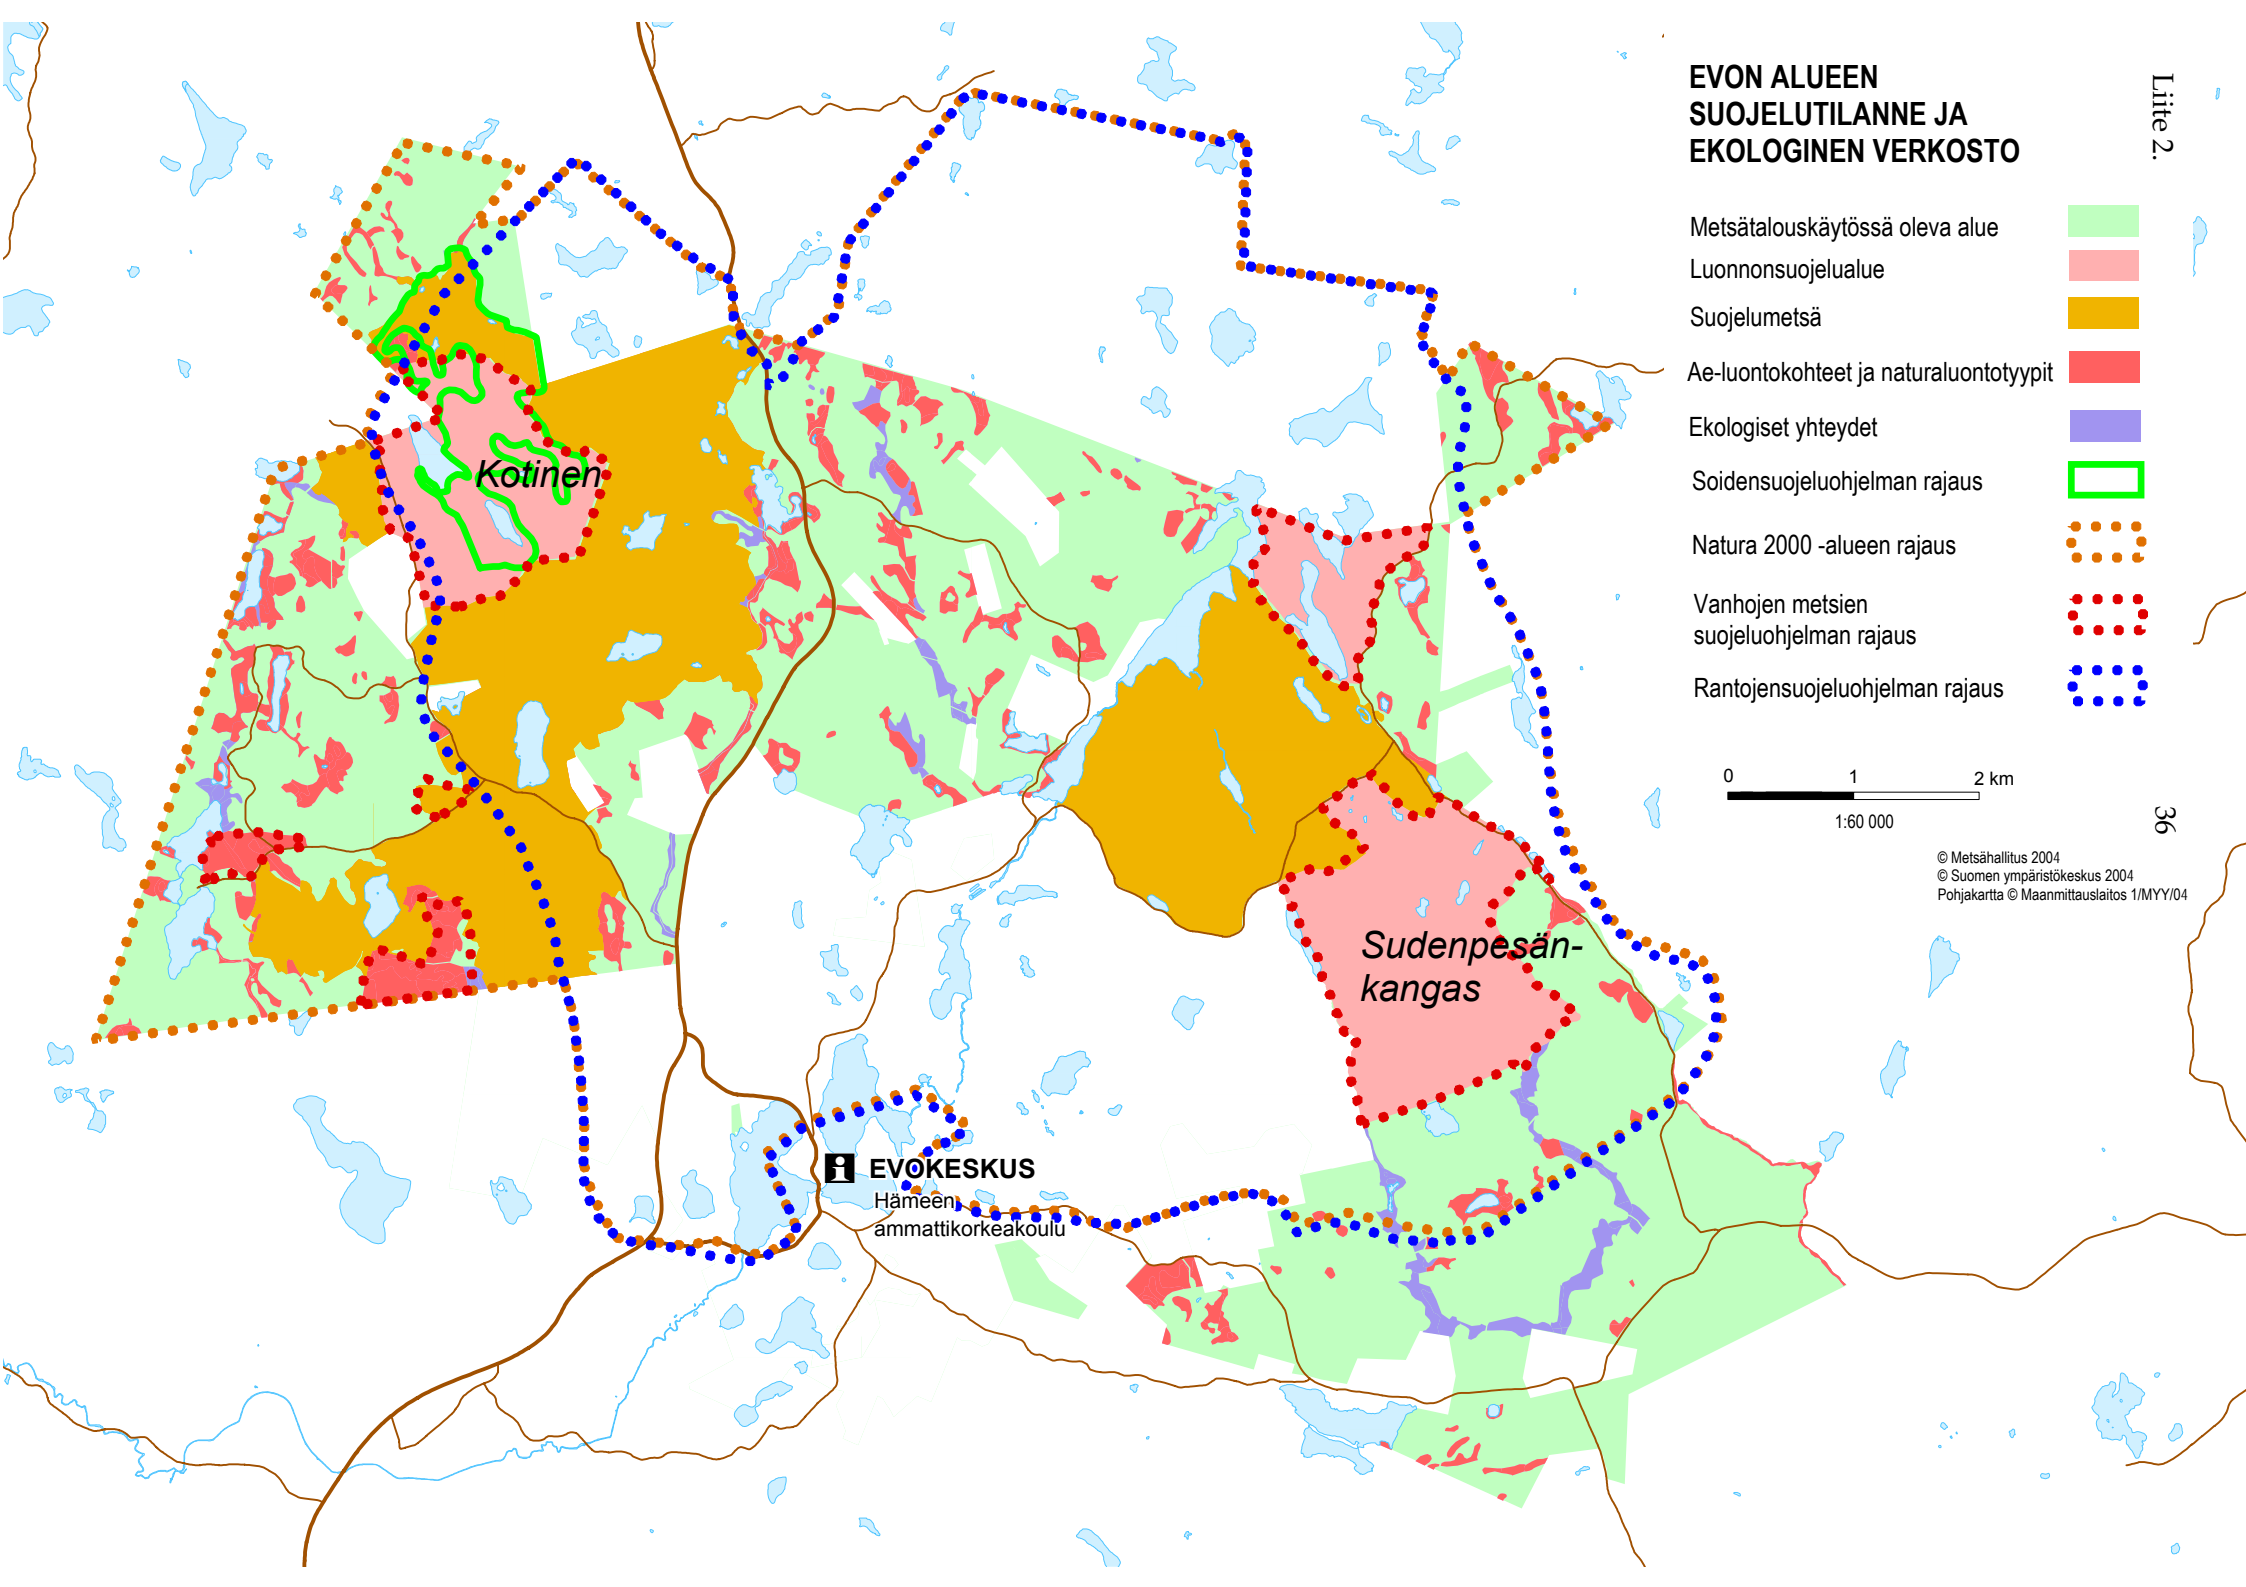 EVON ALUEEN
SUOJELUTILANNE JA
EKOLOGINEN VERKOSTO
Liite 2.
Metsätalouskäytössä oleva alue
Luonnonsuojelualue
Suojelumetsä
Ae-luontokohteet ja naturaluontotyypit
Ekologiset yhteydet
Soidensuojeluohjelman rajaus
Natura 2000 -alueen rajaus
Vanhojen metsien
suojeluohjelman rajaus
Rantojensuojeluohjelman rajaus
0 1 2 km
1:60 000
36
© Metsähallitus 2004
© Suomen ympäristökeskus 2004
Pohjakartta © Maanmittauslaitos 1/MYY/04
Kotinen
Sudenpesän-
kangas
i EVOKESKUS
Hämeen
ammattikorkeakoulu